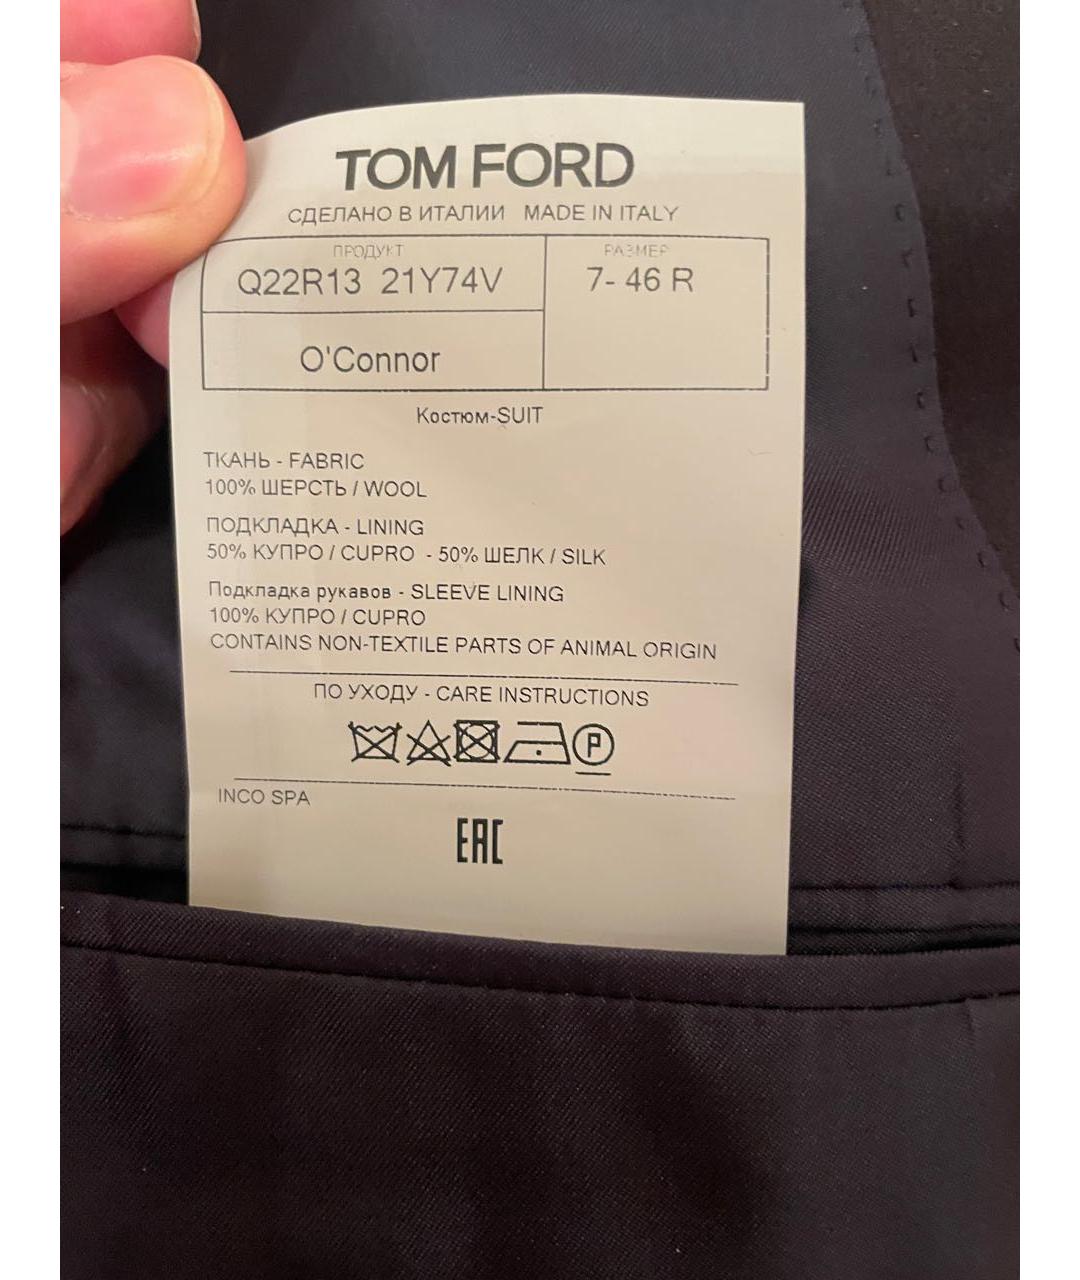 TOM FORD
СДЕЛАНО В ИТАЛИИ MADE IN ITALY
ПРОДУКТ РАЗМЕР
Q22R13 21Y74V 7- 46 R
O'Connor
Костюм-SUIT
ТКАНЬ - FABRIC
100% ШЕРСТЬ / WOOL
ПОДКЛАДКА - LINING
50% КУПРО / CUPRO - 50% ШЕЛК / SILK
Подкладка рукавов - SLEEVE LINING
100% КУПРО / CUPRO
CONTAINS NON-TEXTILE PARTS OF ANIMAL ORIGIN
ПО УХОДУ - CARE INSTRUCTIONS
P
INCO SPA
EAC